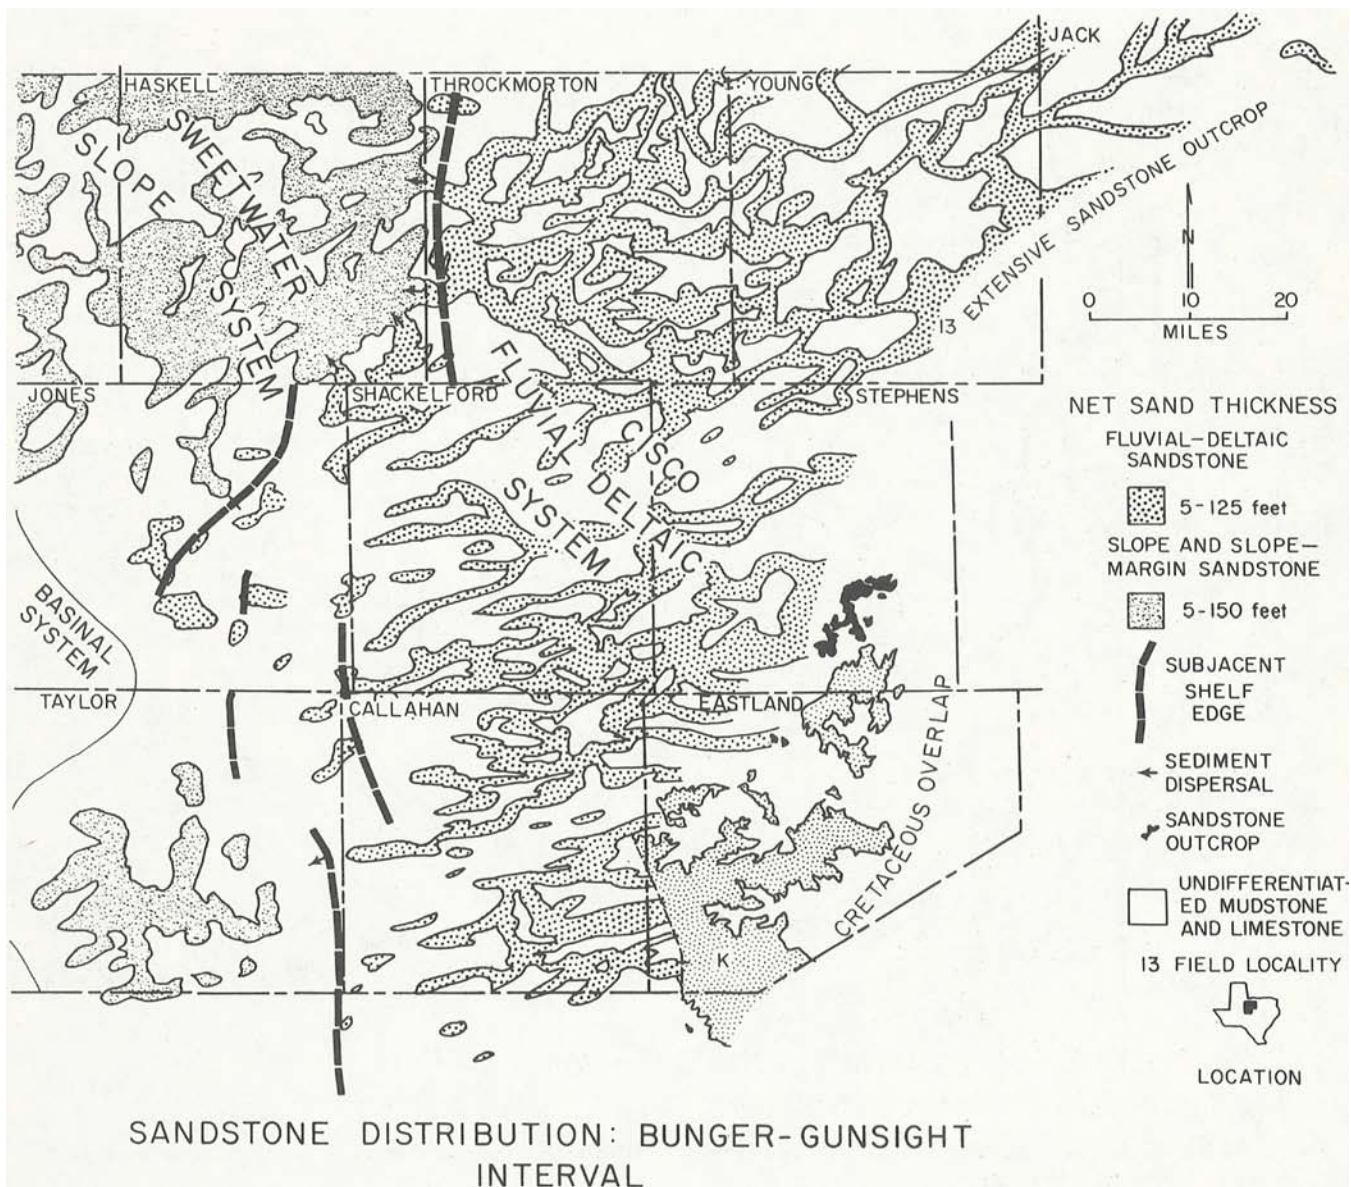 HASKELL
THROCKMORTON
YOUNG
JACK
SLOPE
SWEETWATER
SYSTEM
EXTENSIVE SANDSTONE OUTCROP
13
N
0 10 20
MILES
JONES
SHACKELFORD
STEPHENS
CISCO
FLUVIAL DELTAIC
SYSTEM
BASINAL
SYSTEM
TAYLOR
CALLAHAN
EASTLAND
CRETACEOUS OVERLAP
K
NET SAND THICKNESS
FLUVIAL-DELTAIC
SANDSTONE
5-125 feet
SLOPE AND SLOPE-
MARGIN SANDSTONE
5-150 feet
SUBJACENT
SHELF
EDGE
SEDIMENT
DISPERSAL
SANDSTONE
OUTCROP
UNDIFFERENTIAT-
ED MUDSTONE
AND LIMESTONE
13 FIELD LOCALITY
LOCATION
SANDSTONE DISTRIBUTION: BUNGER-GUNSIGHT
INTERVAL